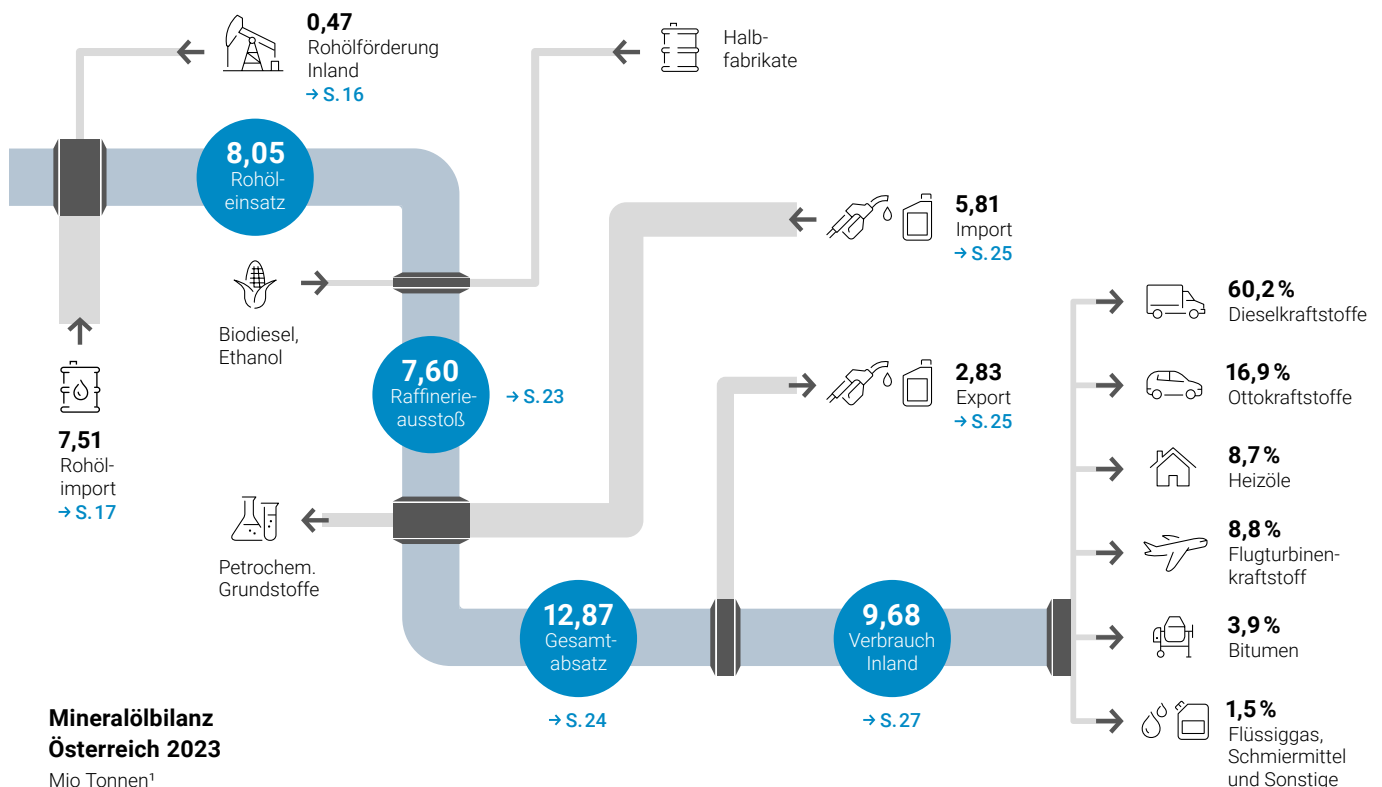 0,47
Rohölförderung
Inland
→ S. 16
Halb-
fabrikate
8,05
Rohöl-
einsatz
5,81
Import
→ S. 25
Biodiesel,
Ethanol
7,51
Rohöl-
import
→ S. 17
7,60
Raffinerie-
ausstoß
→ S. 23
2,83
Export
→ S. 25
Petrochem.
Grundstoffe
12,87
Gesamt-
absatz
→ S. 24
9,68
Verbrauch
Inland
→ S. 27
60,2 %
Dieselkraftstoffe
16,9 %
Ottokraftstoffe
8,7 %
Heizöle
8,8 %
Flugturbinen-
kraftstoff
3,9 %
Bitumen
1,5 %
Flüssiggas,
Schmiermittel
und Sonstige
Mineralölbilanz
Österreich 2023
Mio Tonnen¹